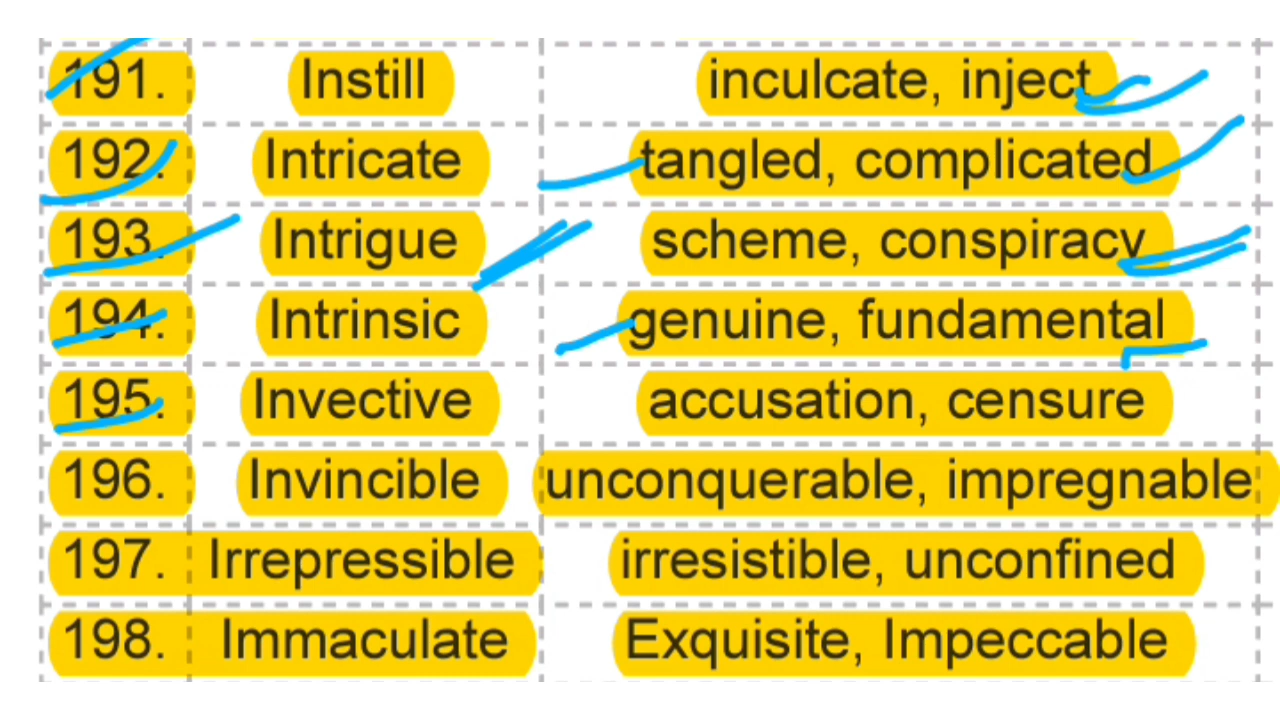 191. Instill inculcate, inject
192. Intricate tangled, complicated
193. Intrigue scheme, conspiracy
194. Intrinsic genuine, fundamental
195. Invective accusation, censure
196. Invincible unconquerable, impregnable
197. Irrepressible irresistible, unconfined
198. Immaculate Exquisite, Impeccable